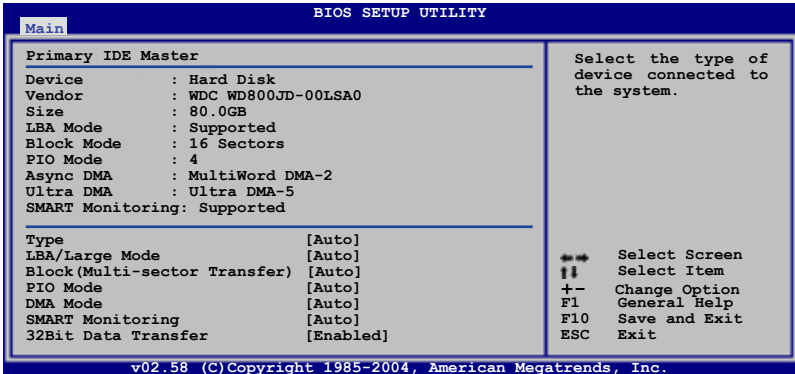 BIOS SETUP UTILITY
Main
Primary IDE Master
Device : Hard Disk
Vendor : WDC WD800JD-00LSA0
Size : 80.0GB
LBA Mode : Supported
Block Mode : 16 Sectors
PIO Mode : 4
Async DMA : MultiWord DMA-2
Ultra DMA : Ultra DMA-5
SMART Monitoring: Supported
Type [Auto]
LBA/Large Mode [Auto]
Block(Multi-sector Transfer) [Auto]
PIO Mode [Auto]
DMA Mode [Auto]
SMART Monitoring [Auto]
32Bit Data Transfer [Enabled]
Select the type of
device connected to
the system.
←→ Select Screen
↑↓ Select Item
+- Change Option
F1 General Help
F10 Save and Exit
ESC Exit
v02.58 (C)Copyright 1985-2004, American Megatrends, Inc.